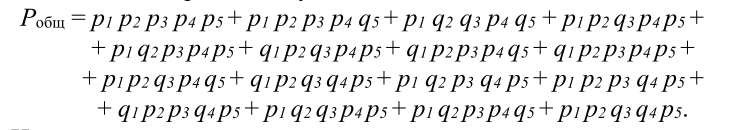 Pобщ = p1 p2 p3 p4 p5 + p1 p2 p3 p4 q5 + p1 q2 q3 p4 q5 + p1 p2 q3 p4 p5 +
+ p1 q2 p3 p4 p5 + q1 p2 q3 p4 p5 + q1 p2 p3 p4 q5 + q1 p2 p3 p4 p5 +
+ p1 p2 q3 p4 q5 + q1 p2 q3 q4 p5 + p1 q2 p3 q4 p5 + p1 p2 p3 q4 p5 +
+ q1 p2 p3 q4 p5 + p1 q2 q3 p4 p5 + p1 q2 p3 p4 q5 + p1 p2 q3 q4 p5.